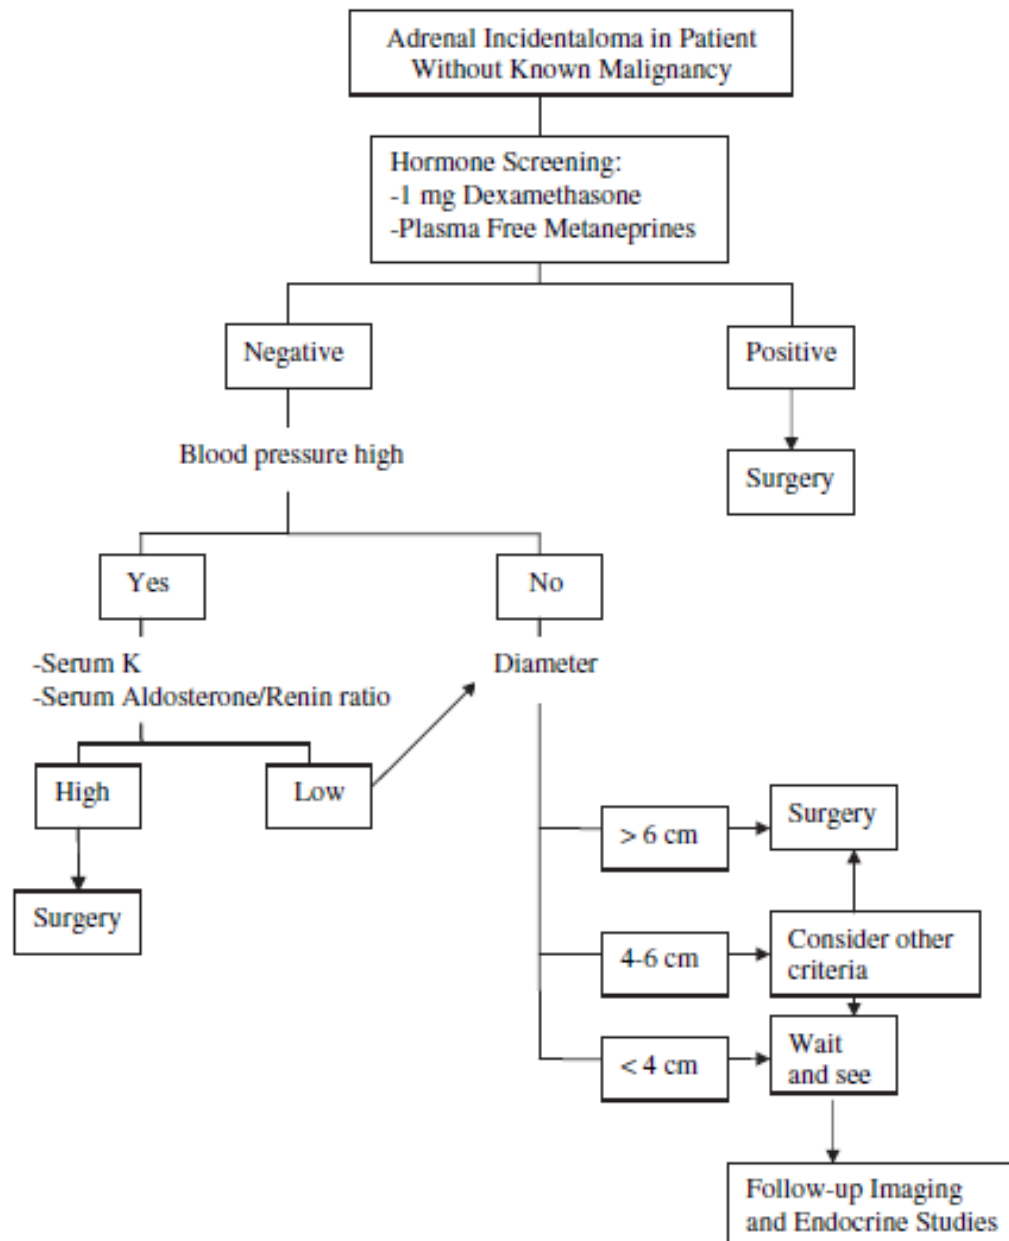 Adrenal Incidentaloma in Patient
Without Known Malignancy
Hormone Screening:
-1 mg Dexamethasone
-Plasma Free Metaneprines
Negative
Positive
Blood pressure high
Surgery
Yes
No
-Serum K
-Serum Aldosterone/Renin ratio
Diameter
High
Low
Surgery
> 6 cm
Surgery
4-6 cm
Consider other
criteria
< 4 cm
Wait
and see
Follow-up Imaging
and Endocrine Studies